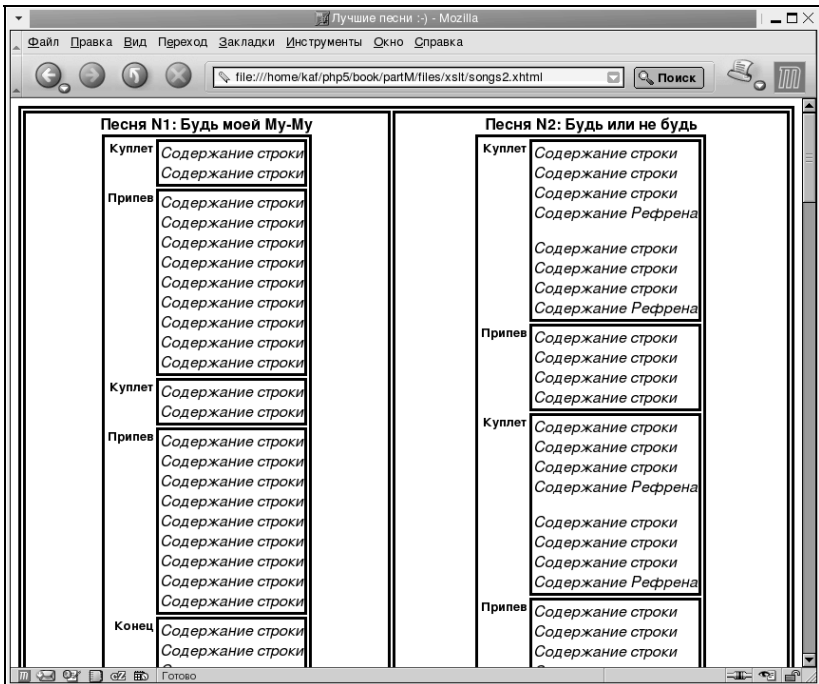 Лучшие песни :-) - Mozilla
Файл Правка Вид Переход Закладки Инструменты Окно Справка
file:///home/kaf/php5/book/partM/files/xslt/songs2.xhtml Поиск
Песня N1: Будь моей Му-Му
Куплет Содержание строки
Содержание строки
Припев Содержание строки
Содержание строки
Содержание строки
Содержание строки
Содержание строки
Содержание строки
Содержание строки
Содержание строки
Содержание строки
Куплет Содержание строки
Содержание строки
Припев Содержание строки
Содержание строки
Содержание строки
Содержание строки
Содержание строки
Содержание строки
Содержание строки
Содержание строки
Содержание строки
Конец Содержание строки
Содержание строки
Песня N2: Будь или не будь
Куплет Содержание строки
Содержание строки
Содержание строки
Содержание Рефрена
Содержание строки
Содержание строки
Содержание строки
Содержание Рефрена
Припев Содержание строки
Содержание строки
Содержание строки
Содержание строки
Куплет Содержание строки
Содержание строки
Содержание строки
Содержание Рефрена
Содержание строки
Содержание строки
Содержание строки
Содержание Рефрена
Припев Содержание строки
Содержание строки
Содержание строки
Готово